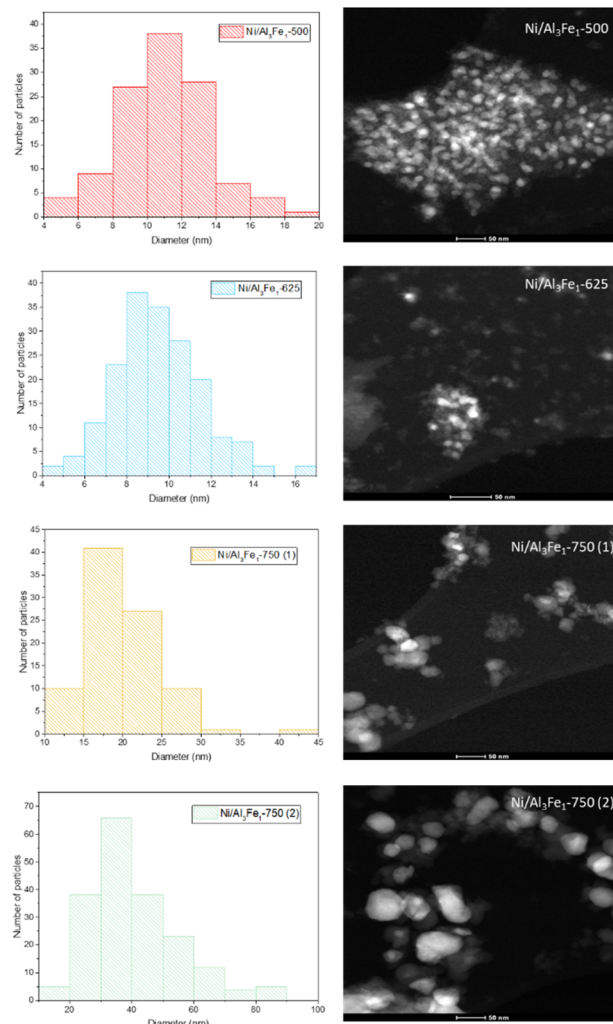 Ni/Al₃Fe₁-500
Number of particles
40
35
30
25
20
15
10
5
0
4 6 8 10 12 14 16 18 20
Diameter (nm)
Ni/Al₃Fe₁-500
50 nm
Ni/Al₃Fe₁-625
Number of particles
40
35
30
25
20
15
10
5
0
4 6 8 10 12 14 16
Diameter (nm)
Ni/Al₃Fe₁-625
50 nm
Ni/Al₃Fe₁-750 (1)
Number of particles
45
40
35
30
25
20
15
10
5
0
10 15 20 25 30 35 40 45
Diameter (nm)
Ni/Al₃Fe₁-750 (1)
50 nm
Ni/Al₃Fe₁-750 (2)
Number of particles
70
60
50
40
30
20
10
0
20 40 60 80 100
Diameter (nm)
Ni/Al₃Fe₁-750 (2)
50 nm